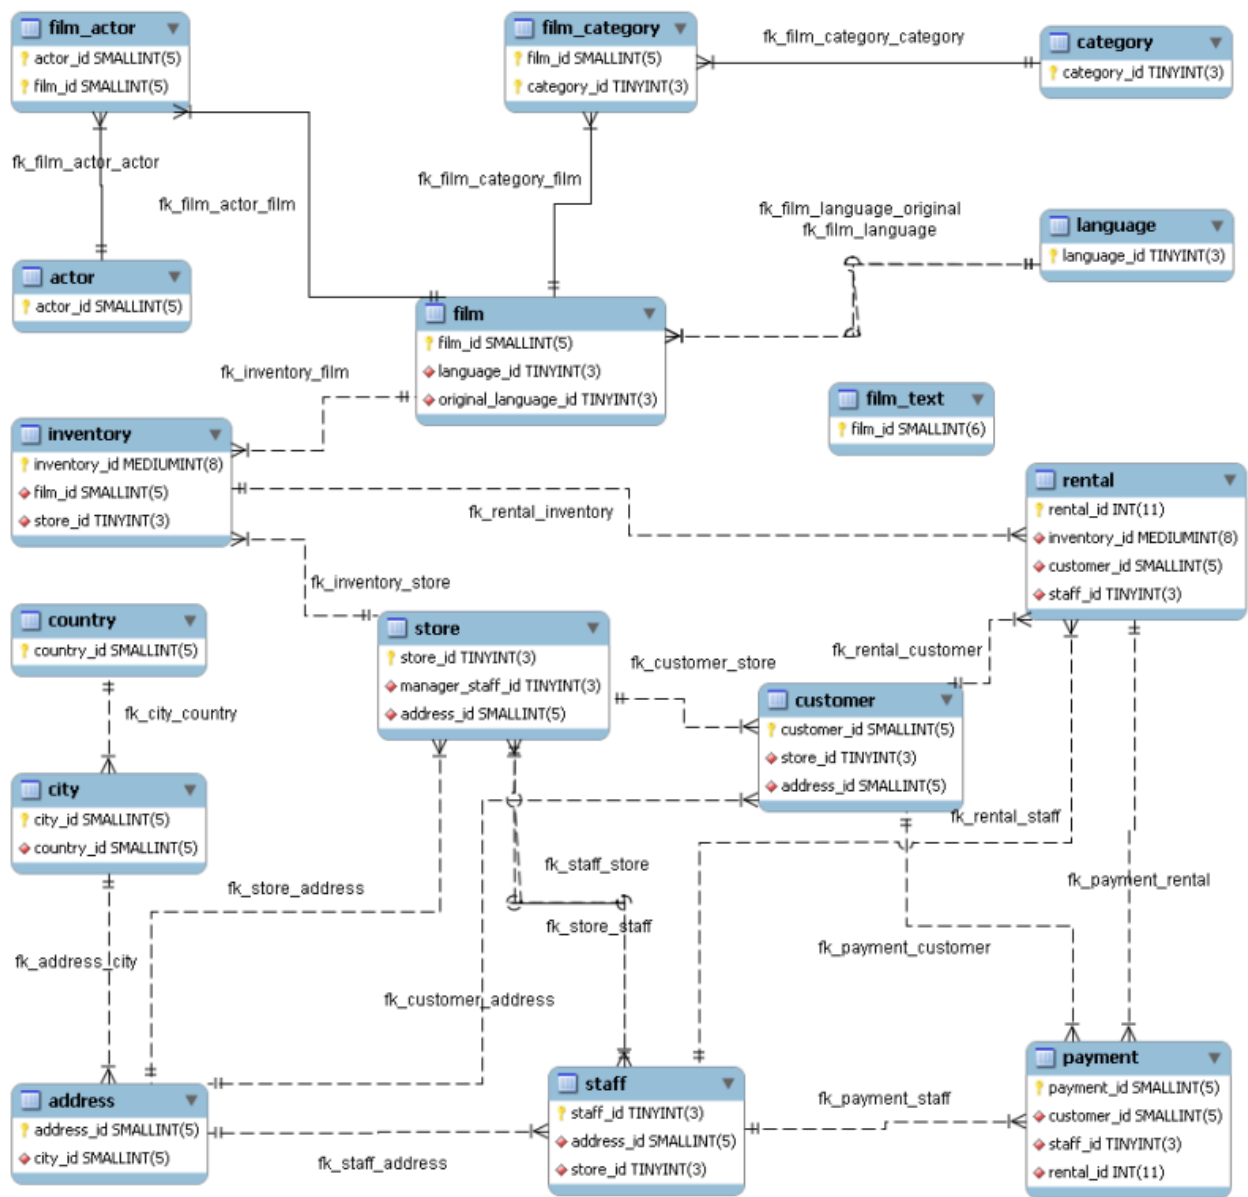 film_actor
actor_id SMALLINT(5)
film_id SMALLINT(5)
film_category
film_id SMALLINT(5)
category_id TINYINT(3)
fk_film_category_category
category
category_id TINYINT(3)
fk_film_actor_actor
fk_film_actor_film
fk_film_category_film
fk_film_language_original
fk_film_language
language
language_id TINYINT(3)
actor
actor_id SMALLINT(5)
film
film_id SMALLINT(5)
language_id TINYINT(3)
original_language_id TINYINT(3)
fk_inventory_film
film_text
film_id SMALLINT(6)
inventory
inventory_id MEDIUMINT(8)
film_id SMALLINT(5)
store_id TINYINT(3)
fk_rental_inventory
rental
rental_id INT(11)
inventory_id MEDIUMINT(8)
customer_id SMALLINT(5)
staff_id TINYINT(3)
fk_inventory_store
country
country_id SMALLINT(5)
store
store_id TINYINT(3)
manager_staff_id TINYINT(3)
address_id SMALLINT(5)
fk_customer_store
fk_rental_customer
customer
customer_id SMALLINT(5)
store_id TINYINT(3)
address_id SMALLINT(5)
fk_city_country
city
city_id SMALLINT(5)
country_id SMALLINT(5)
fk_rental_staff
fk_staff_store
fk_store_address
fk_store_staff
fk_payment_rental
fk_payment_customer
fk_address_city
fk_customer_address
address
address_id SMALLINT(5)
city_id SMALLINT(5)
fk_staff_address
staff
staff_id TINYINT(3)
address_id SMALLINT(5)
store_id TINYINT(3)
fk_payment_staff
payment
payment_id SMALLINT(5)
customer_id SMALLINT(5)
staff_id TINYINT(3)
rental_id INT(11)